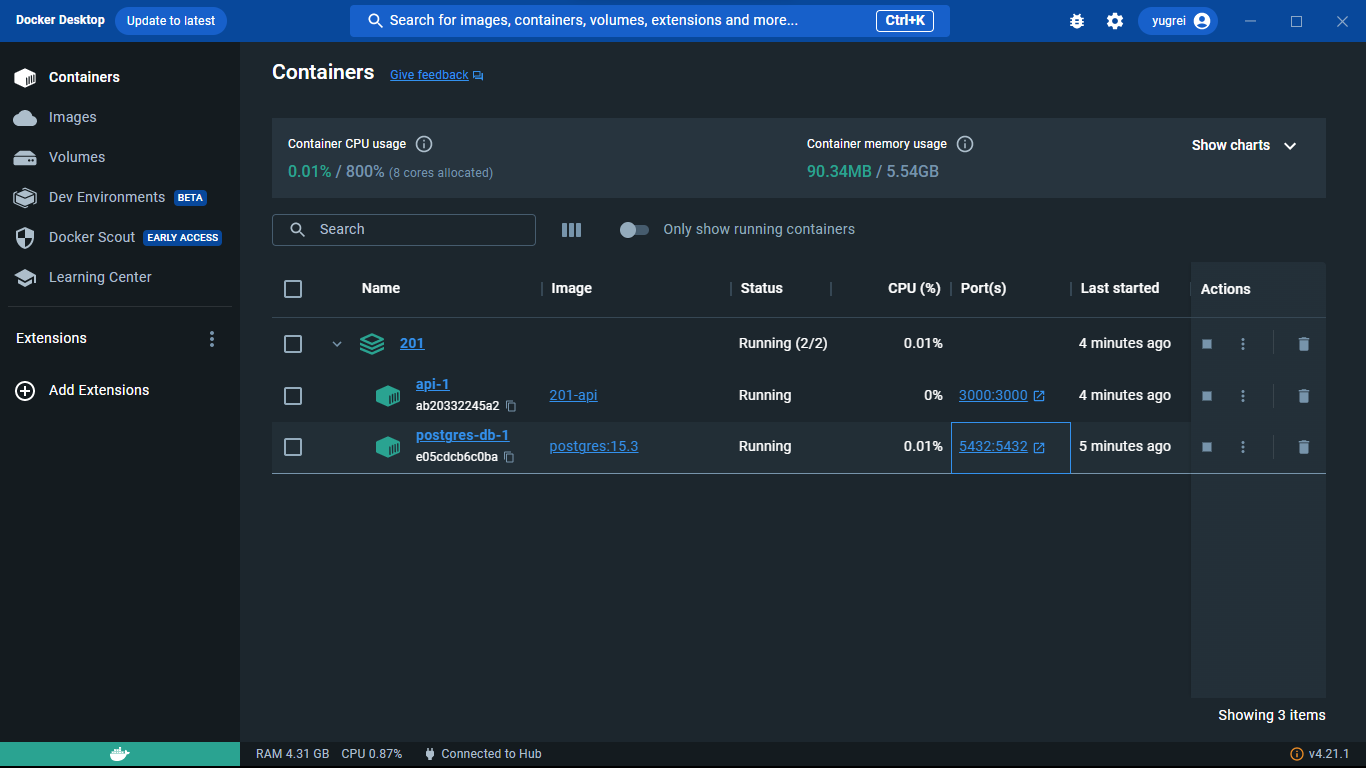 Docker Desktop Update to latest Search for images, containers, volumes, extensions and more... Ctrl+K yugrei
Containers
Images
Volumes
Dev Environments BETA
Docker Scout EARLY ACCESS
Learning Center
Extensions
Add Extensions
Containers Give feedback
Container CPU usage
0.01% / 800% (8 cores allocated)
Container memory usage
90.34MB / 5.54GB
Show charts
Search Only show running containers
Name Image Status CPU (%) Port(s) Last started Actions
201 Running (2/2) 0.01% 4 minutes ago
api-1 201-api Running 0% 3000:3000 4 minutes ago
ab20332245a2
postgres-db-1 postgres:15.3 Running 0.01% 5432:5432 5 minutes ago
e05cdcb6c0ba
Showing 3 items
RAM 4.31 GB CPU 0.87% Connected to Hub v4.21.1